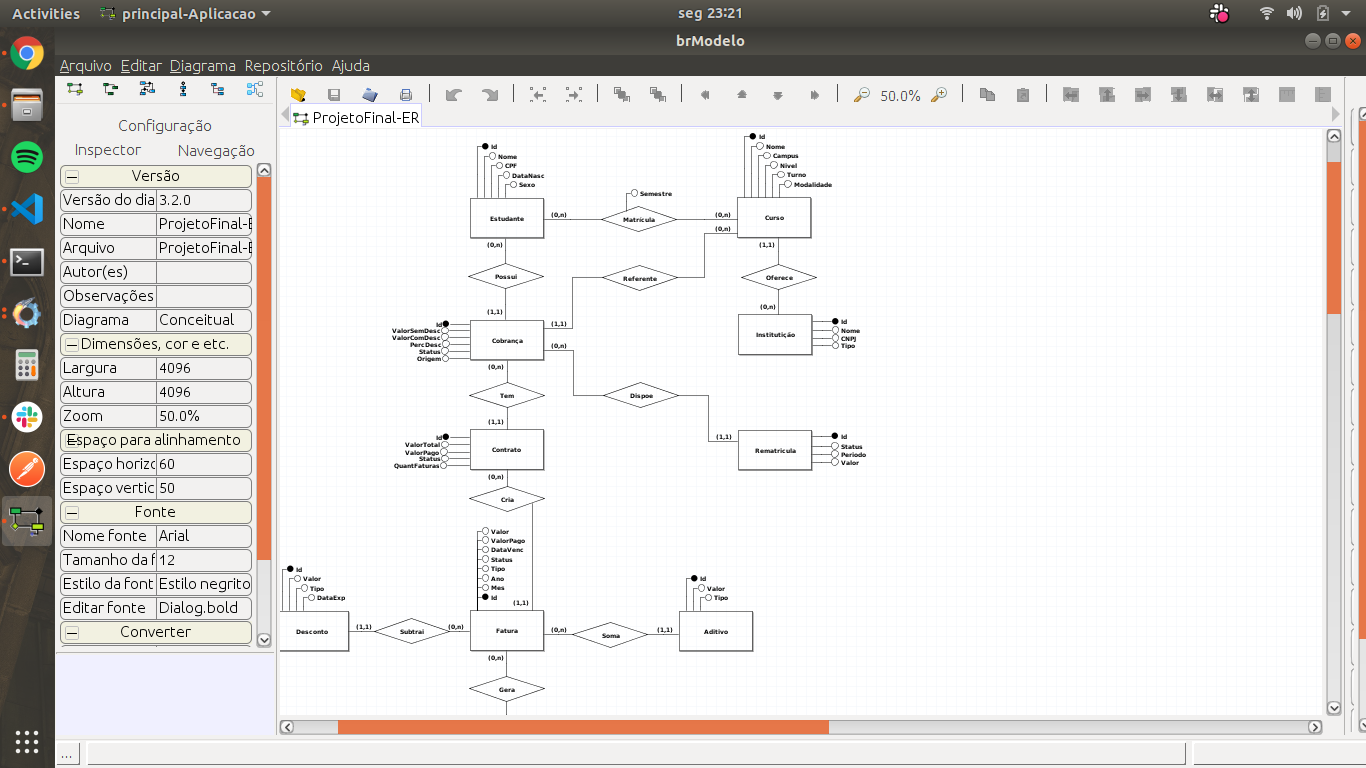 Activities principal-Aplicacao seg 23:21
brModelo
Arquivo Editar Diagrama Repositório Ajuda
50.0%
ProjetoFinal-ER
Configuração
Inspector Navegação
Versão
Versão do dia 3.2.0
Nome ProjetoFinal-E
Arquivo ProjetoFinal-E
Autor(es)
Observações
Diagrama Conceitual
Dimensões, cor e etc.
Largura 4096
Altura 4096
Zoom 50.0%
Espaço para alinhamento
Espaço horizo 60
Espaço vertic 50
Fonte
Nome fonte Arial
Tamanho da f 12
Estilo da font Estilo negrito
Editar fonte Dialog.bold
Converter
...
Id
Nome
CPF
DataNasc
Sexo
Estudante
(0,n)
Semestre
Matrícula
(0,n)
Id
Nome
Campus
Nivel
Turno
Modalidade
Curso
(0,n)
(0,n)
Possui
(1,1)
Referente
(1,1)
(1,1)
Oferece
(0,n)
Id
ValorSemDesc
ValorComDesc
PercDesc
Status
Origem
Cobrança
(0,n)
Institutição
Id
Nome
CNPJ
Tipo
(0,n)
Tem
(1,1)
Dispoe
(1,1)
Id
ValorTotal
ValorPago
Status
QuantFaturas
Contrato
Rematricula
Id
Status
Periodo
Valor
(0,n)
Cria
(1,1)
Valor
ValorPago
DataVenc
Status
Tipo
Ano
Mes
Id
Id
Valor
Tipo
DataExp
Desconto
(1,1)
Subtrai
(0,n)
Fatura
(0,n)
Soma
(1,1)
Id
Valor
Tipo
Aditivo
(0,n)
Gera